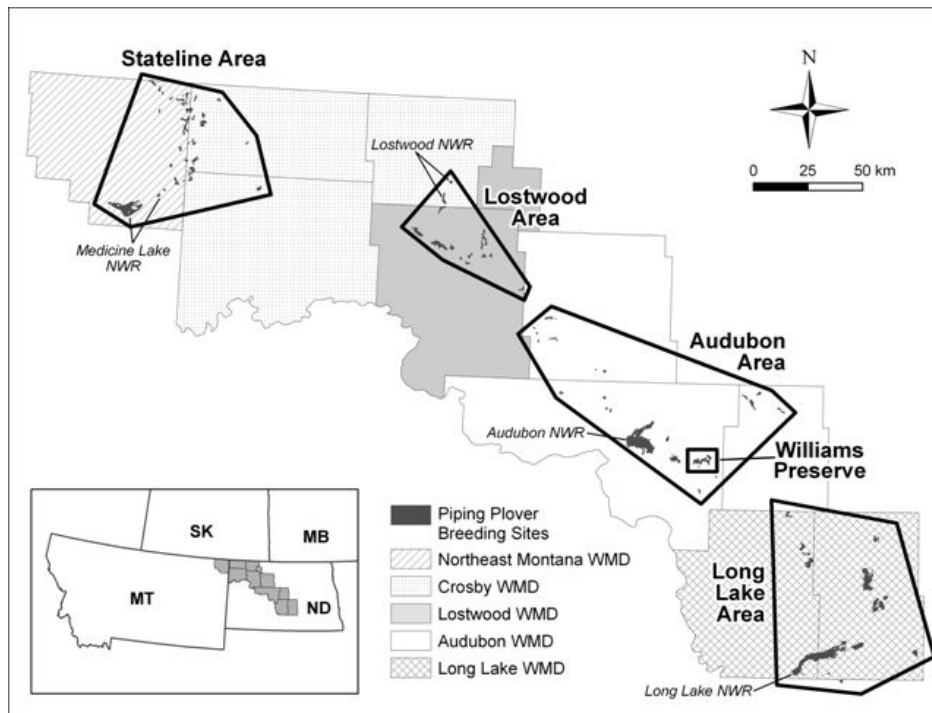 Stateline Area
N
Lostwood NWR
0 25 50 km
Lostwood
Area
Medicine Lake
NWR
Audubon
Area
Audubon NWR
Williams
Preserve
SK
MB
MT
ND
Piping Plover
Breeding Sites
Northeast Montana WMD
Crosby WMD
Lostwood WMD
Audubon WMD
Long Lake WMD
Long
Lake
Area
Long Lake NWR